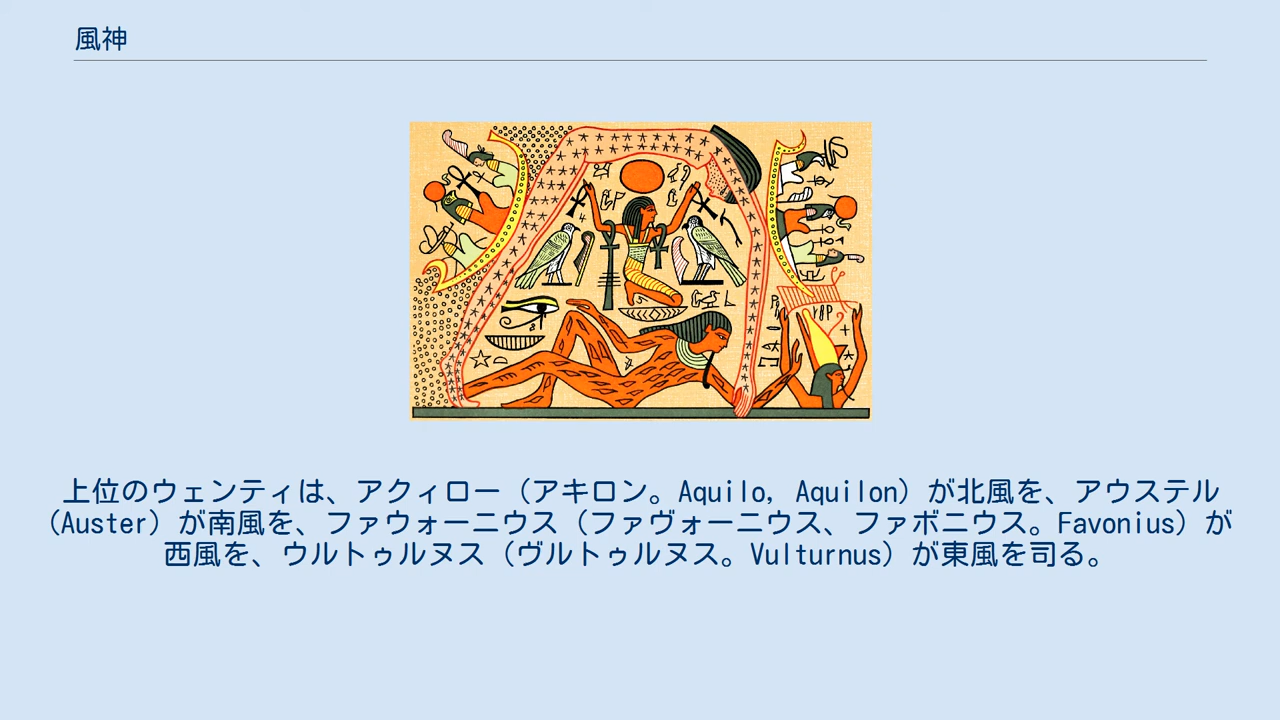 風神
上位のウェンティは、アクィロー（アキロン。Aquilo, Aquilon）が北風を、アウステル
（Auster）が南風を、ファウォーニウス（ファヴォーニウス、ファボニウス。Favonius）が
西風を、ウルトゥルヌス（ヴルトゥルヌス。Vulturnus）が東風を司る。